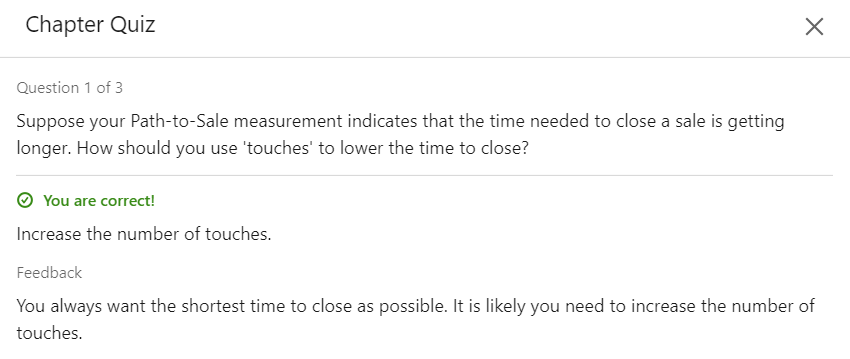 Chapter Quiz
Question 1 of 3
Suppose your Path-to-Sale measurement indicates that the time needed to close a sale is getting
longer. How should you use 'touches' to lower the time to close?
You are correct!
Increase the number of touches.
Feedback
You always want the shortest time to close as possible. It is likely you need to increase the number of
touches.